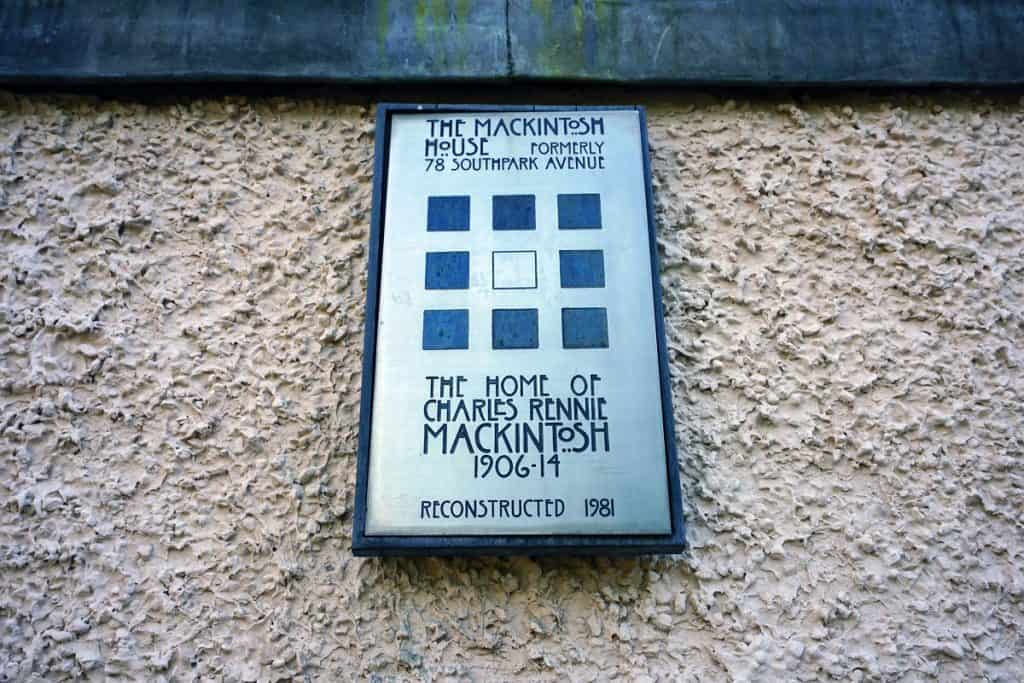 THE MACKINTOSH
HOUSE FORMERLY
78 SOUTHPARK AVENUE
THE HOME OF
CHARLES RENNIE
MACKINTOSH
1906-14
RECONSTRUCTED 1981